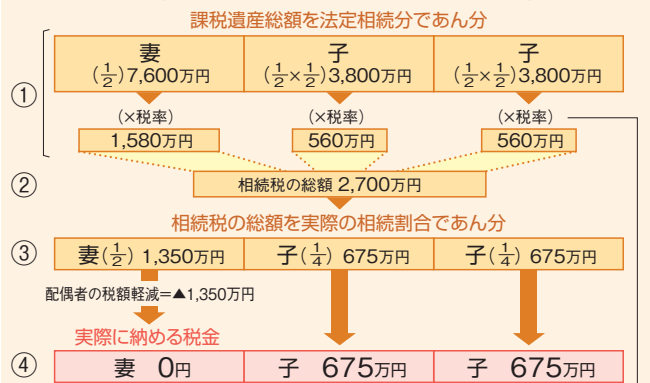 課税遺産総額を法定相続分であん分
①
妻 子 子
(1/2)7,600万円 (1/2×1/2)3,800万円 (1/2×1/2)3,800万円
(×税率) (×税率) (×税率)
1,580万円 560万円 560万円
② 相続税の総額 2,700万円
相続税の総額を実際の相続割合であん分
③ 妻(1/2) 1,350万円 子(1/4) 675万円 子(1/4) 675万円
配偶者の税額軽減=▲1,350万円
実際に納める税金
④ 妻 0円 子 675万円 子 675万円